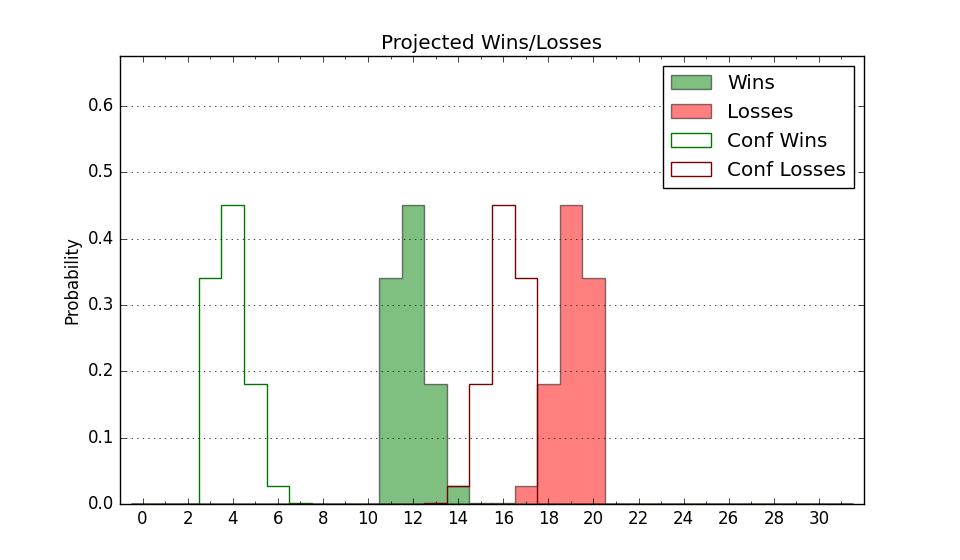 Projected Wins/Losses
Probability
0.6
0.5
0.4
0.3
0.2
0.1
0.0
Wins
Losses
Conf Wins
Conf Losses
0 2 4 6 8 10 12 14 16 18 20 22 24 26 28 30